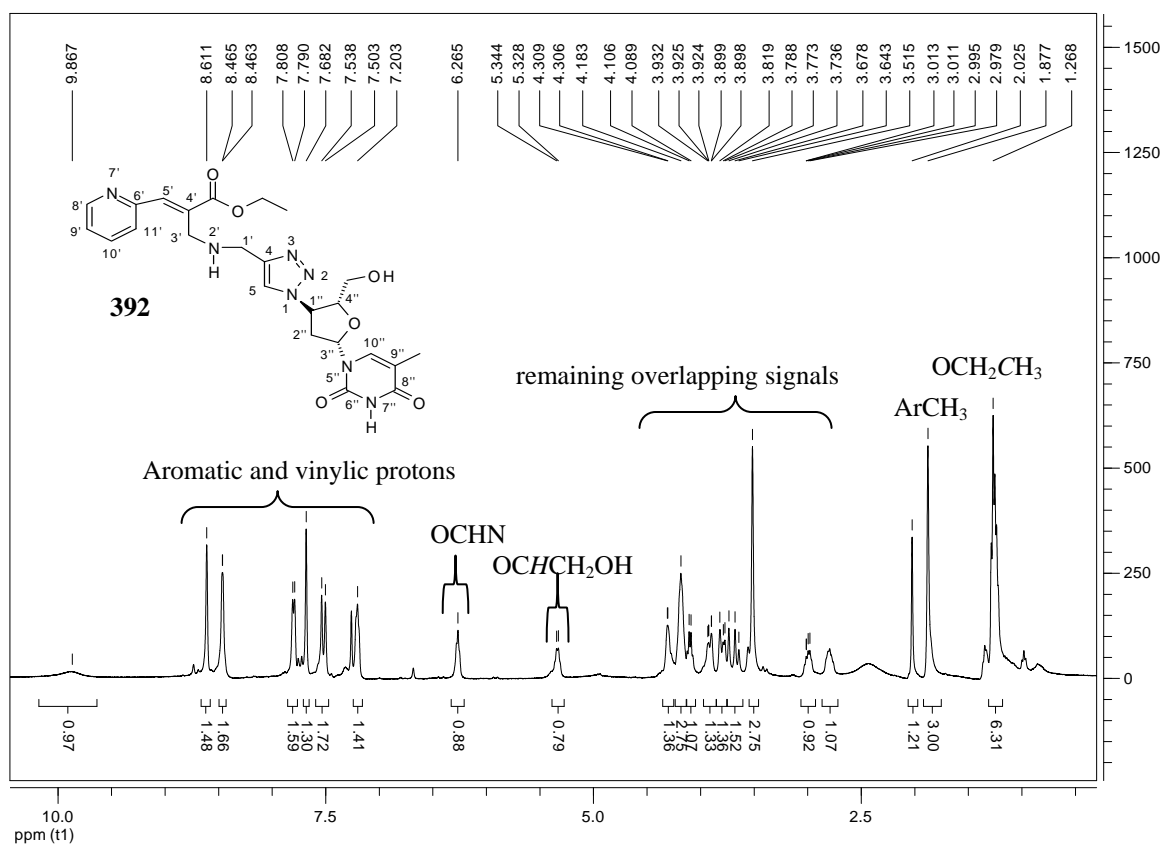 9.867 8.611 8.465 8.463 7.808 7.790 7.682 7.538 7.503 7.203 6.265 5.344 5.328 4.309 4.306 4.183 4.106 4.089 3.932 3.925 3.924 3.899 3.898 3.819 3.788 3.773 3.736 3.678 3.643 3.515 3.013 3.011 2.995 2.979 2.025 1.877 1.268
1500
1250
1000
750
500
250
0
7' N 6' 5' 4' O
8' 9' 10' 11' 3' O
2' N H 1' 4 N 3
5 N 2 N 1 OH
392
1'' 4'' O
2'' 3'' N 10'' 9''
5'' 8''
O 6'' N 7'' O
H
remaining overlapping signals
OCH2CH3
ArCH3
Aromatic and vinylic protons
OCHN
OCHCH2OH
0.97 1.48 1.66 1.59 1.30 1.72 1.41 0.88 0.79 1.36 2.75 1.07 1.33 1.36 1.52 2.75 0.92 1.07 1.21 3.00 6.31
10.0 7.5 5.0 2.5
ppm (t1)